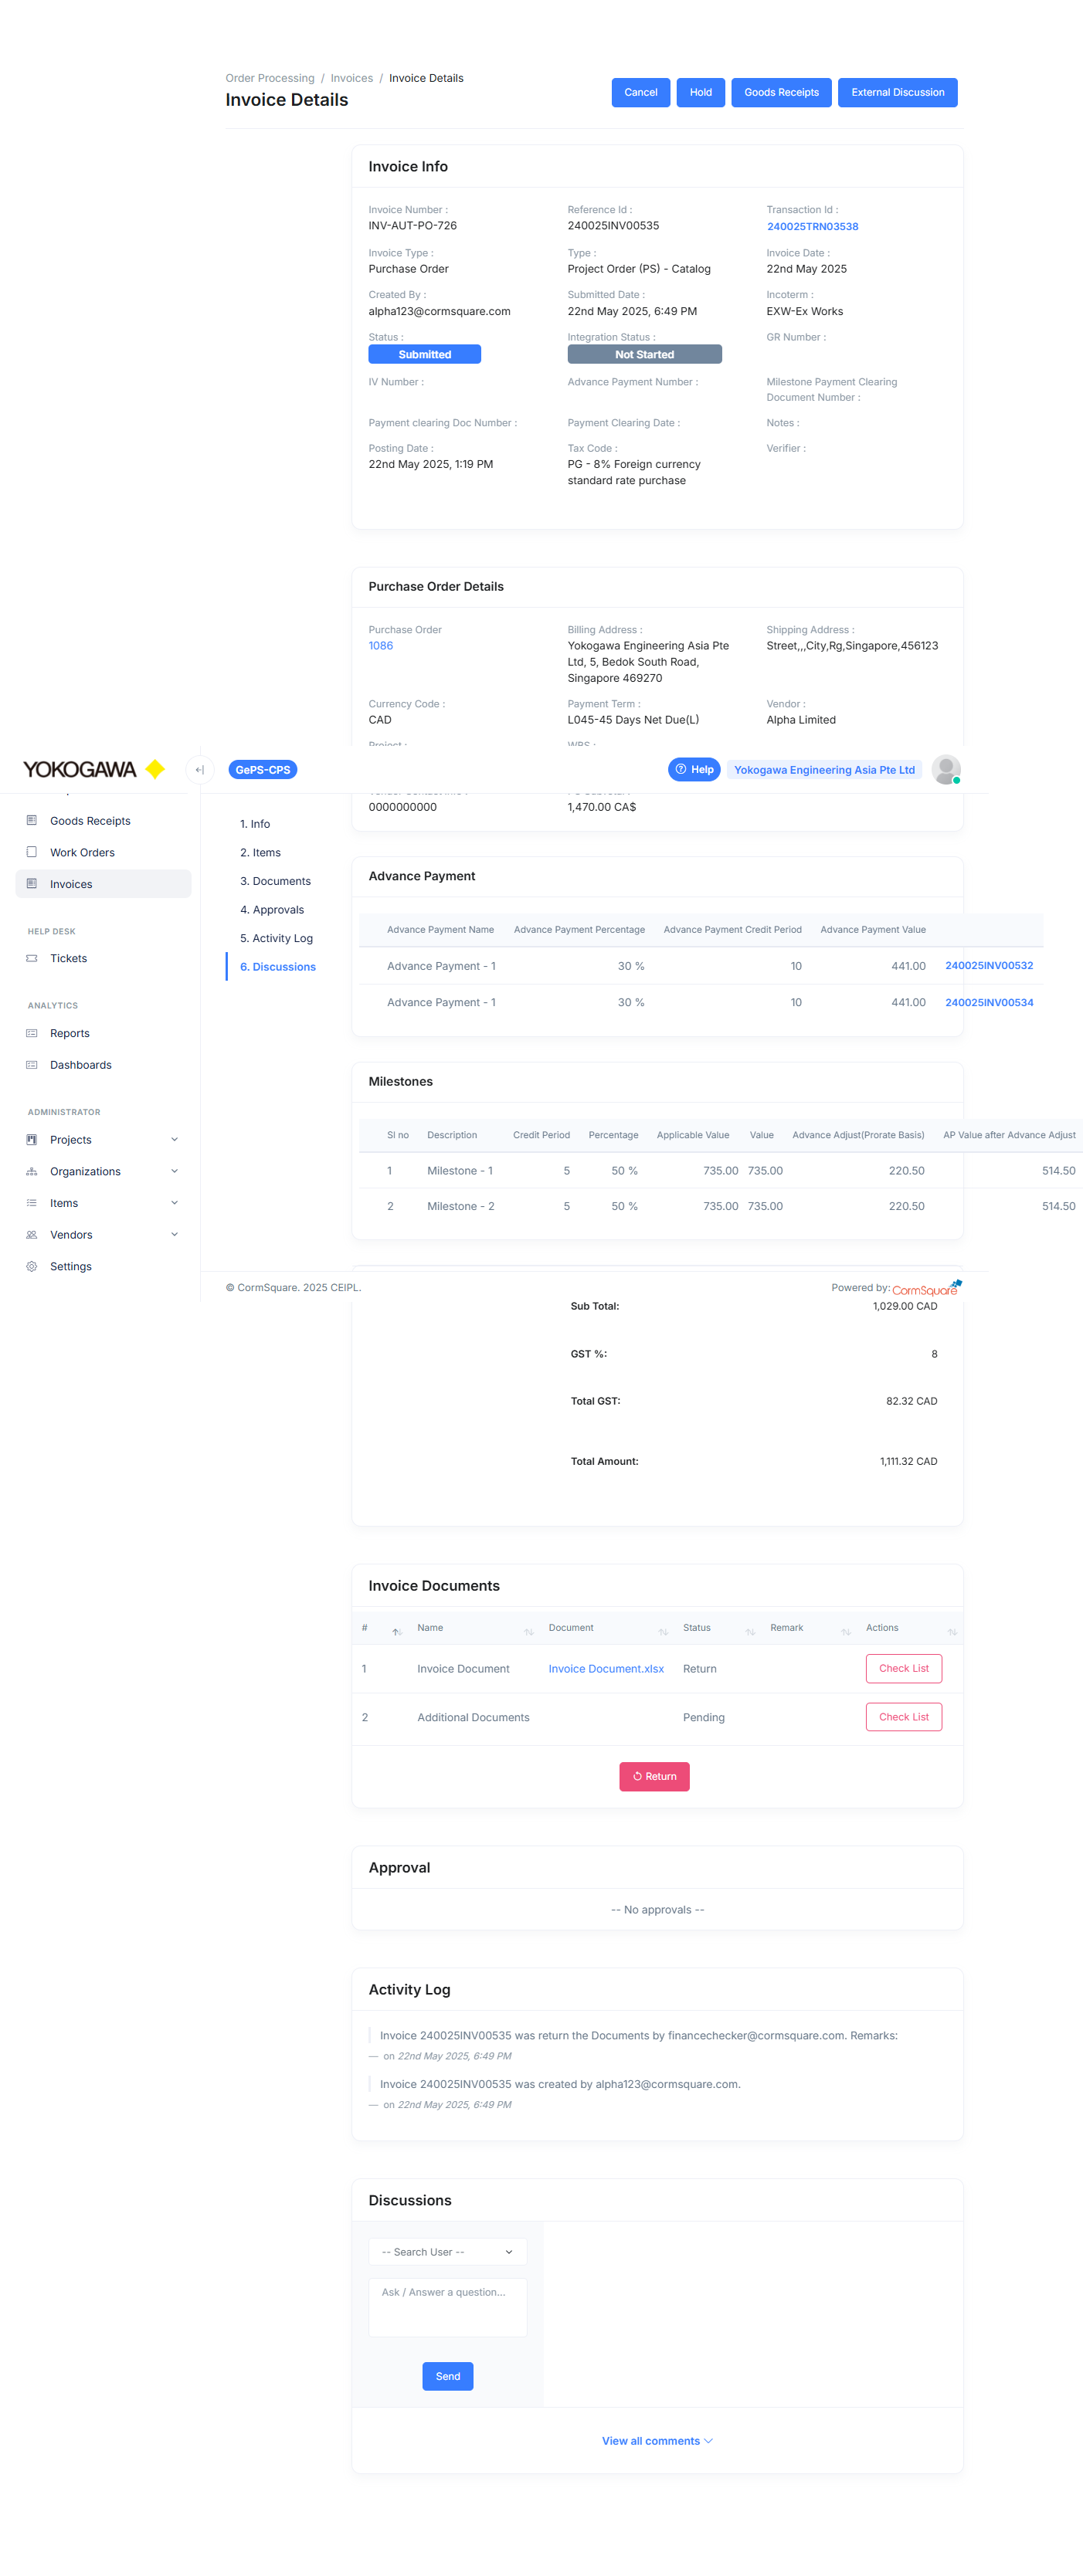 Order Processing / Invoices / Invoice Details
Invoice Details
Cancel
Hold
Goods Receipts
External Discussion
Invoice Info
Invoice Number :
INV-AUT-PO-726
Reference Id :
240025INV00535
Transaction Id :
240025TRN03538
Invoice Type :
Purchase Order
Type :
Project Order (PS) - Catalog
Invoice Date :
22nd May 2025
Created By :
alpha123@cormsquare.com
Submitted Date :
22nd May 2025, 6:49 PM
Incoterm :
EXW-Ex Works
Status :
Submitted
Integration Status :
Not Started
GR Number :
IV Number :
Advance Payment Number :
Milestone Payment Clearing
Document Number :
Payment clearing Doc Number :
Payment Clearing Date :
Notes :
Posting Date :
22nd May 2025, 1:19 PM
Tax Code :
PG - 8% Foreign currency
standard rate purchase
Verifier :
Purchase Order Details
Purchase Order
1086
Billing Address :
Yokogawa Engineering Asia Pte
Ltd, 5, Bedok South Road,
Singapore 469270
Shipping Address :
Street,,,City,Rg,Singapore,456123
Currency Code :
CAD
Payment Term :
L045-45 Days Net Due(L)
Vendor :
Alpha Limited
Project :
WBS :
YOKOGAWA
GePS-CPS
Help
Yokogawa Engineering Asia Pte Ltd
0000000000
1,470.00 CA$
Goods Receipts
Work Orders
Invoices
HELP DESK
Tickets
ANALYTICS
Reports
Dashboards
ADMINISTRATOR
Projects
Organizations
Items
Vendors
Settings
1. Info
2. Items
3. Documents
4. Approvals
5. Activity Log
6. Discussions
Advance Payment
Advance Payment Name Advance Payment Percentage Advance Payment Credit Period Advance Payment Value
Advance Payment - 1 30 % 10 441.00 240025INV00532
Advance Payment - 1 30 % 10 441.00 240025INV00534
Milestones
Sl no Description Credit Period Percentage Applicable Value Value Advance Adjust(Prorate Basis) AP Value after Advance Adjust
1 Milestone - 1 5 50 % 735.00 735.00 220.50 514.50
2 Milestone - 2 5 50 % 735.00 735.00 220.50 514.50
© CormSquare. 2025 CEIPL.
Powered by: CormSquare
Sub Total: 1,029.00 CAD
GST %: 8
Total GST: 82.32 CAD
Total Amount: 1,111.32 CAD
Invoice Documents
# Name Document Status Remark Actions
1 Invoice Document Invoice Document.xlsx Return Check List
2 Additional Documents Pending Check List
Return
Approval
-- No approvals --
Activity Log
Invoice 240025INV00535 was return the Documents by financechecker@cormsquare.com. Remarks:
— on 22nd May 2025, 6:49 PM
Invoice 240025INV00535 was created by alpha123@cormsquare.com.
— on 22nd May 2025, 6:49 PM
Discussions
-- Search User --
Ask / Answer a question...
Send
View all comments